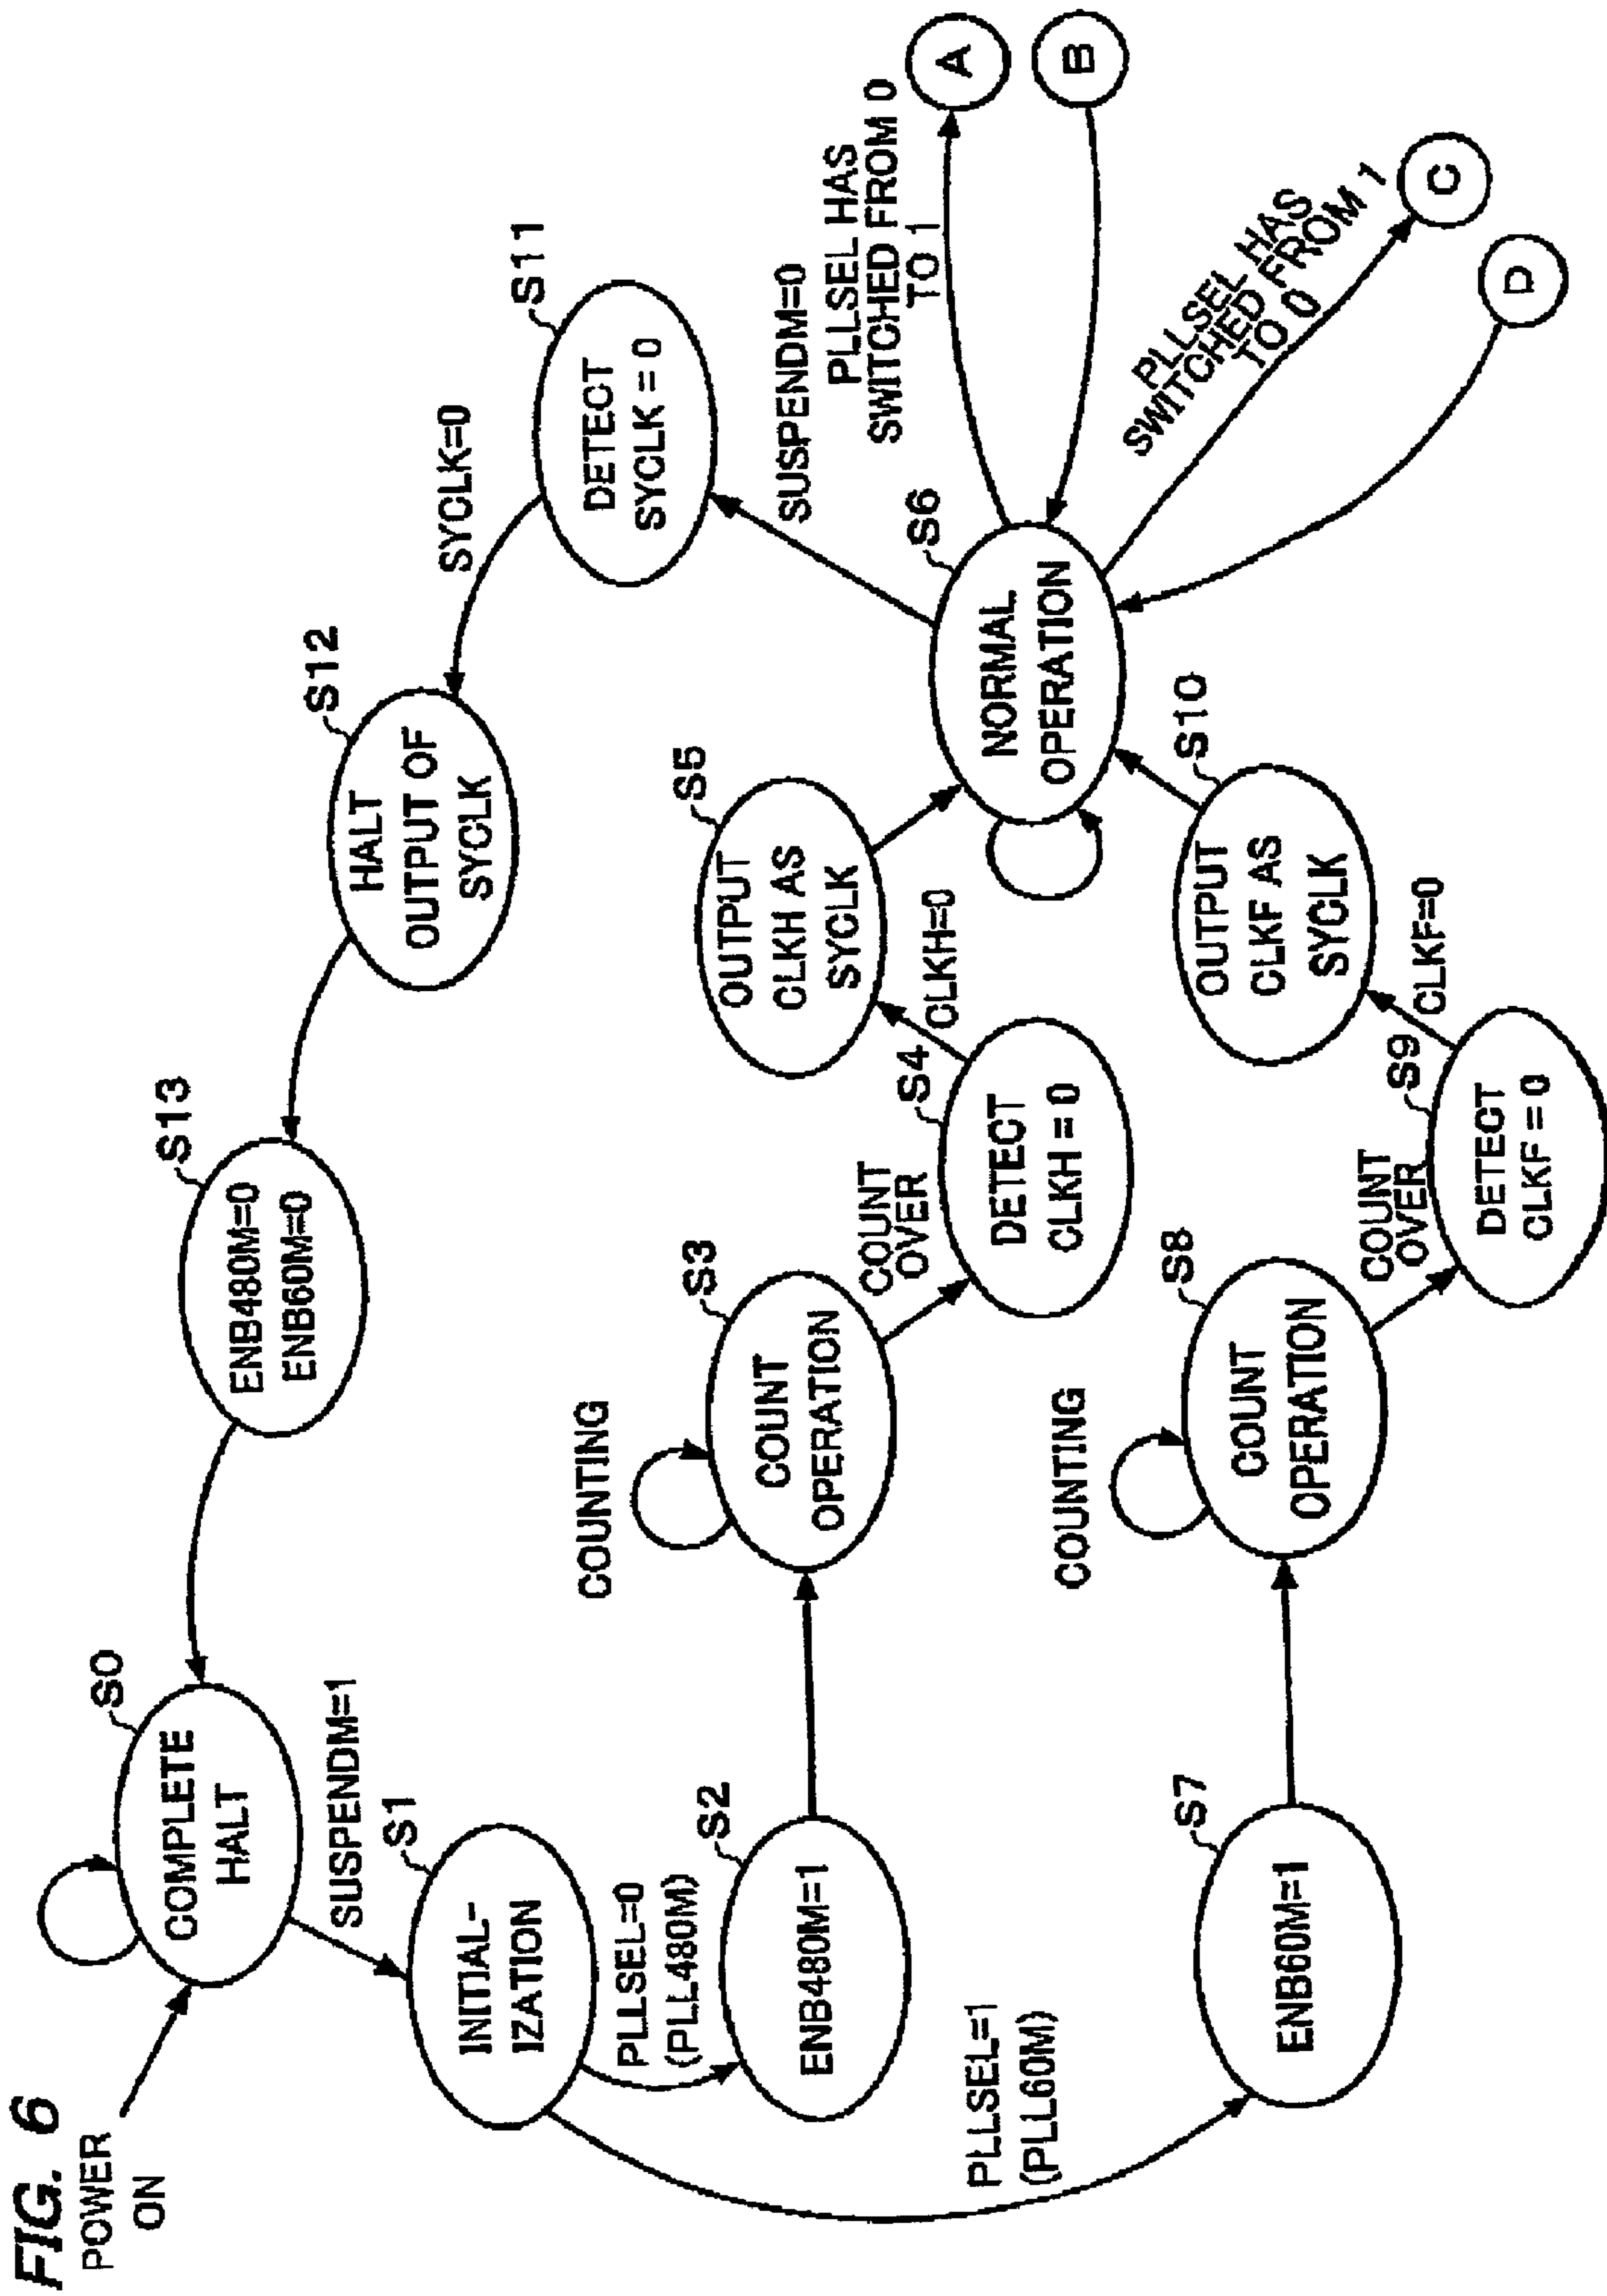 FIG. 6
POWER
ON
S0
COMPLETE
HALT
SUSPENDM=1
S1
INITIAL-
IZATION
PLLSEL=0
(PLL480M)
S2
ENB480M=1
PLLSEL=1
(PLL60M)
S7
ENB60M=1
S13
ENB480M=0
ENB60M=0
COUNTING
S3
COUNT
OPERATION
COUNT
OVER
S4
DETECT
CLKH = 0
CLKH=0
S5
OUTPUT
CLKH AS
SYCLK
COUNTING
S8
COUNT
OPERATION
COUNT
OVER
S9
DETECT
CLKF = 0
CLKF=0
S10
OUTPUT
CLKF AS
SYCLK
S12
HALT
OUTPUT OF
SYCLK
SYCLK=0
S11
DETECT
SYCLK = 0
SUSPENDM=0
S6
NORMAL
OPERATION
PLLSEL HAS
SWITCHED FROM 0
TO 1
A
B
PLLSEL HAS
SWITCHED FROM 1
TO 0
C
D